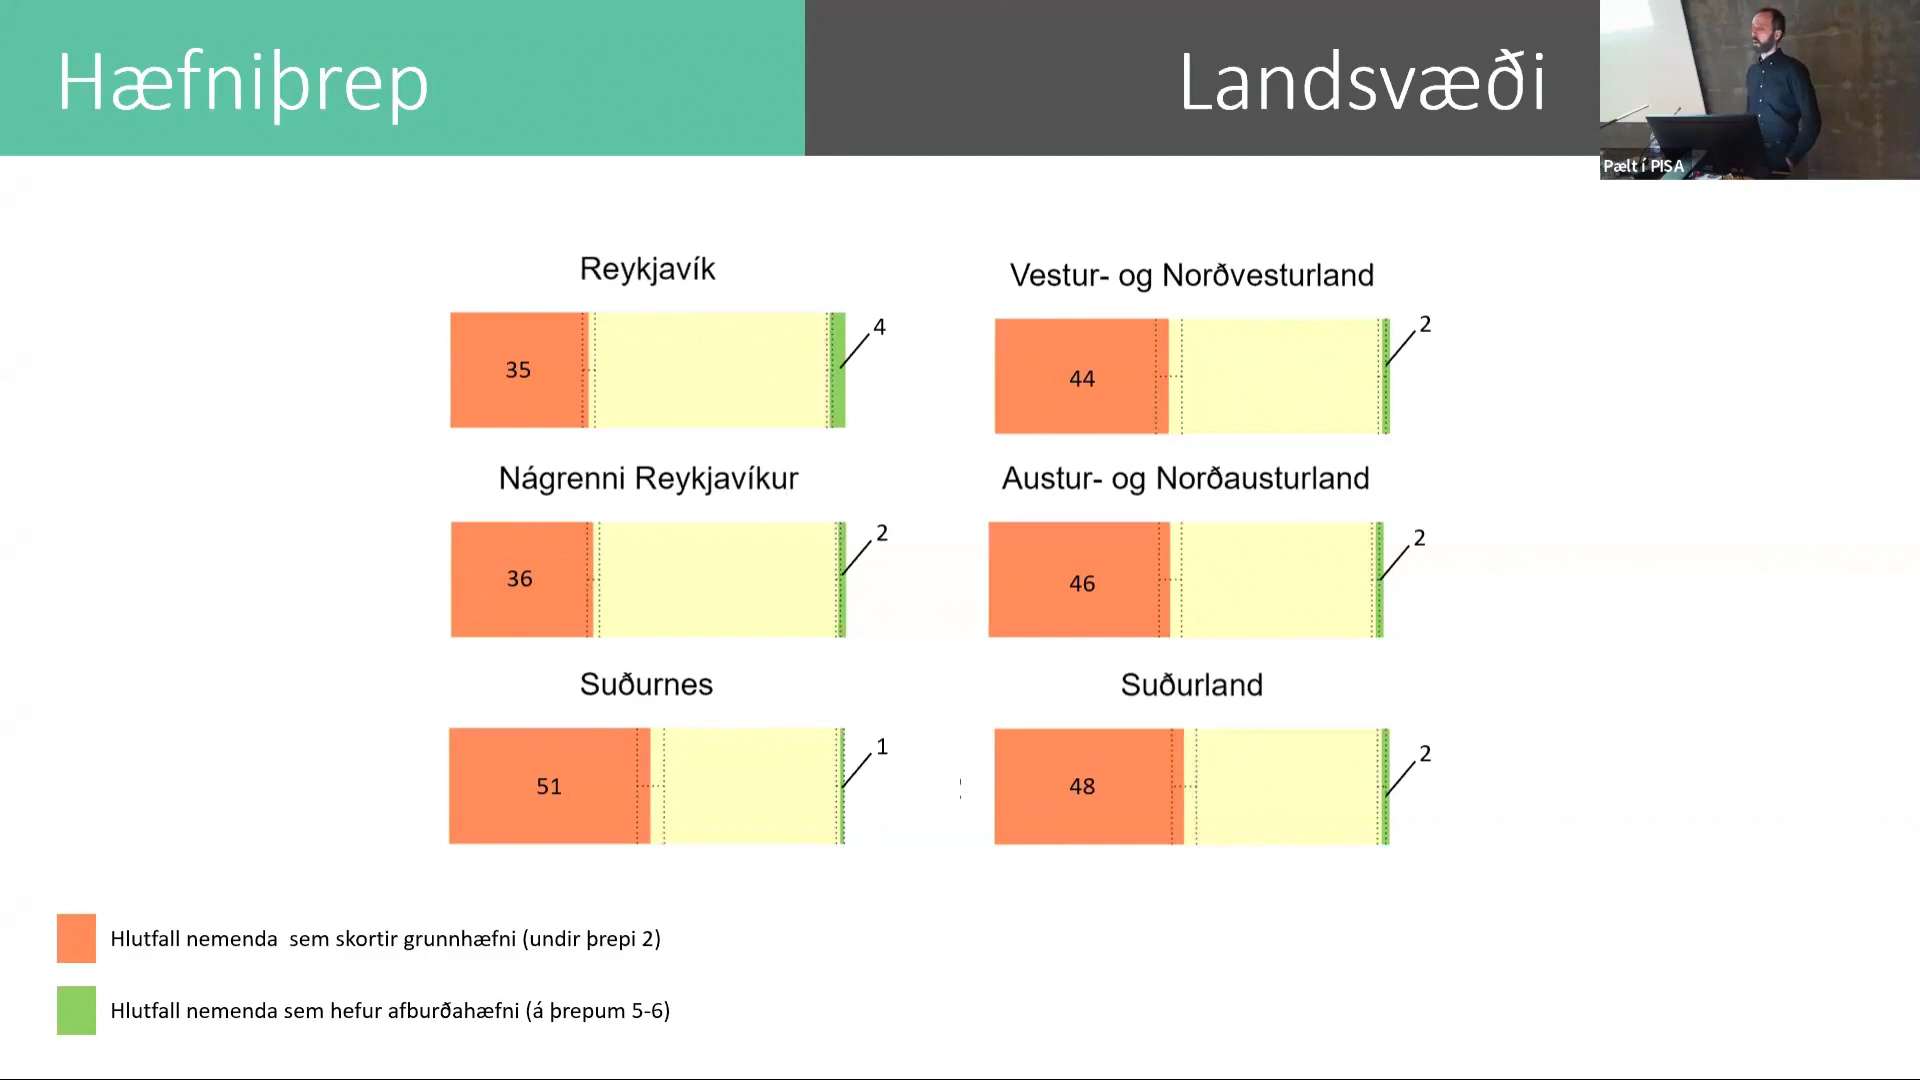 Hæfniþrep
Landsvæði
Pælt í PISA
Reykjavík
35
4
Vestur- og Norðvesturland
44
2
Nágrenni Reykjavíkur
36
2
Austur- og Norðausturland
46
2
Suðurnes
51
1
Suðurland
48
2
Hlutfall nemenda sem skortir grunnhæfni (undir þrepi 2)
Hlutfall nemenda sem hefur afburðahæfni (á þrepum 5-6)